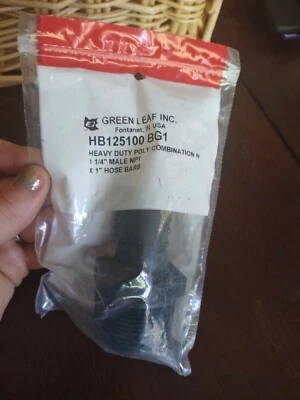 GREEN LEAF INC.
Fontanet, IN USA
HB125100 BG1
HEAVY DUTY POLY COMBINATION N
1 1/4" MALE NPT
X 1" HOSE BARB